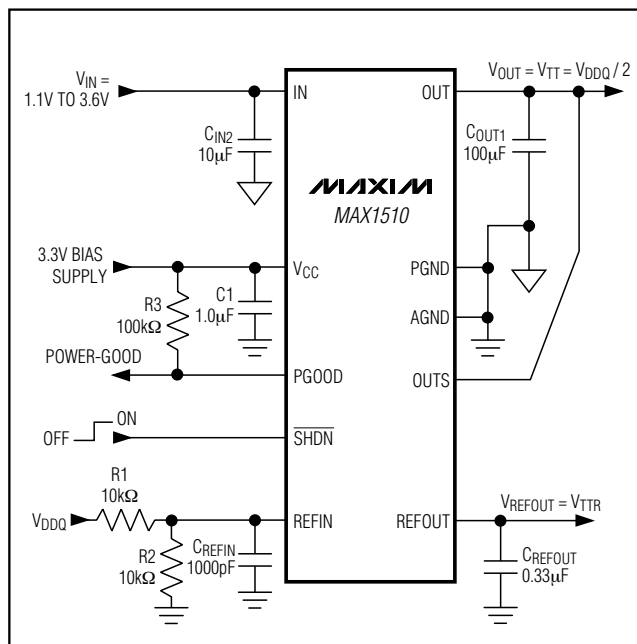 V_IN =
1.1V TO 3.6V
IN
C_IN2
10μF
OUT
V_OUT = V_TT = V_DDQ / 2
C_OUT1
100μF
MAXIM
MAX1510
3.3V BIAS
SUPPLY
V_CC
R3
100kΩ
C1
1.0μF
PGND
AGND
POWER-GOOD
PGOOD
OUTS
OFF
ON
SHDN
R1
10kΩ
V_DDQ
REFIN
R2
10kΩ
C_REFIN
1000pF
REFOUT
V_REFOUT = V_TTR
C_REFOUT
0.33μF